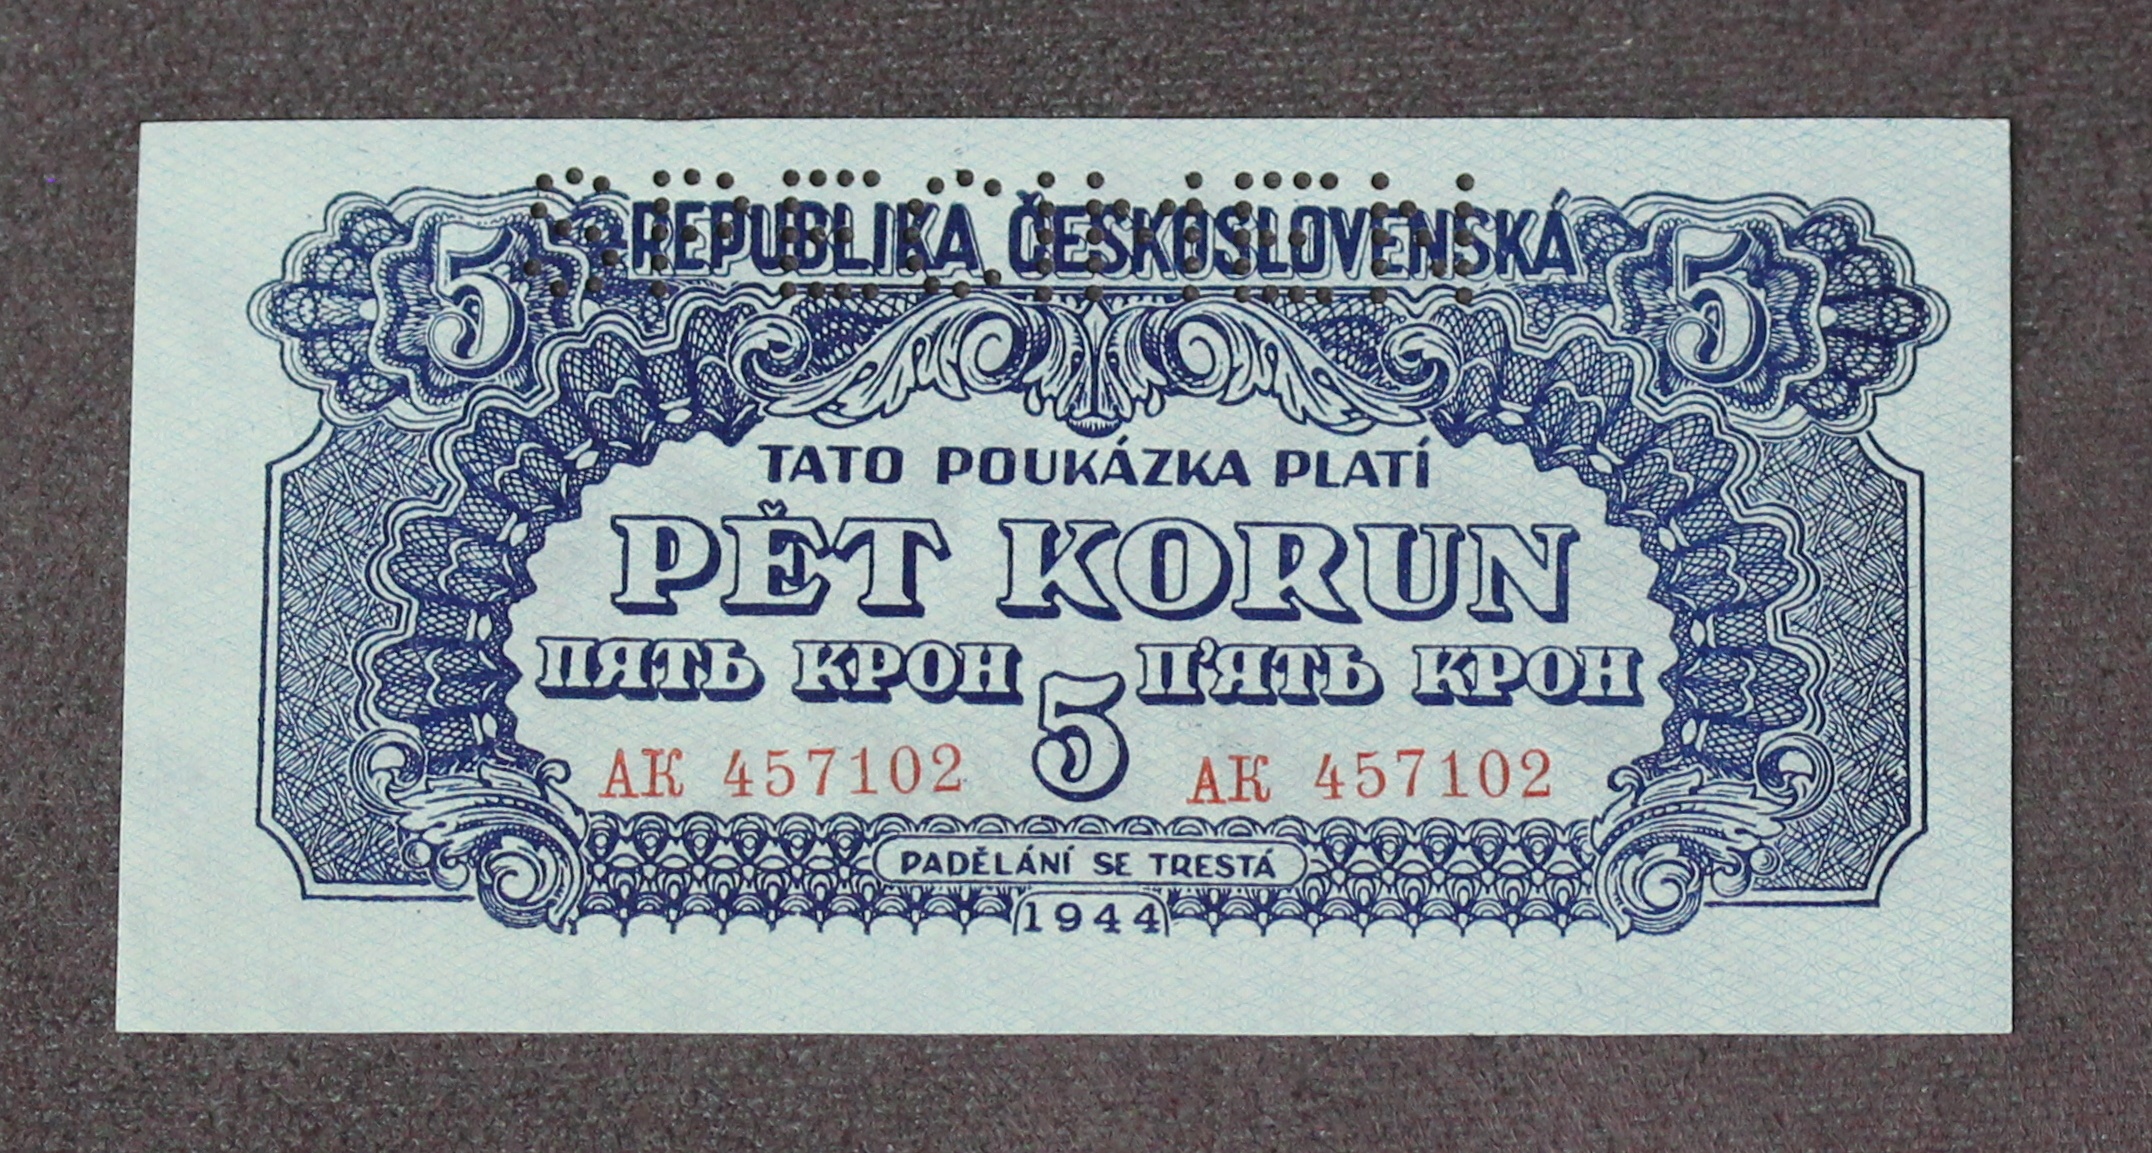 SPECIMEN
5 REPUBLIKA ČESKOSLOVENSKÁ 5
TATO POUKÁZKA PLATÍ
PĚT KORUN
ПЯТЬ КРОН П'ЯТЬ КРОН
5
АК 457102 АК 457102
PADĚLÁNÍ SE TRESTÁ
1944